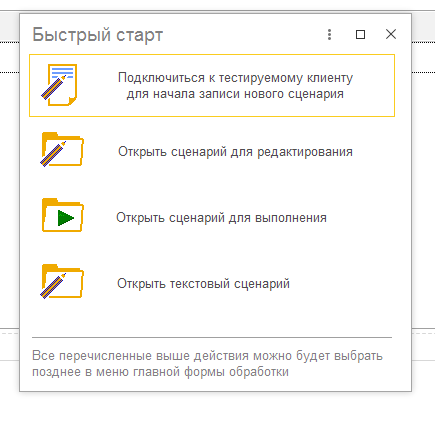 Быстрый старт
Подключиться к тестируемому клиенту
для начала записи нового сценария
Открыть сценарий для редактирования
Открыть сценарий для выполнения
Открыть текстовый сценарий
Все перечисленные выше действия можно будет выбрать
позднее в меню главной формы обработки